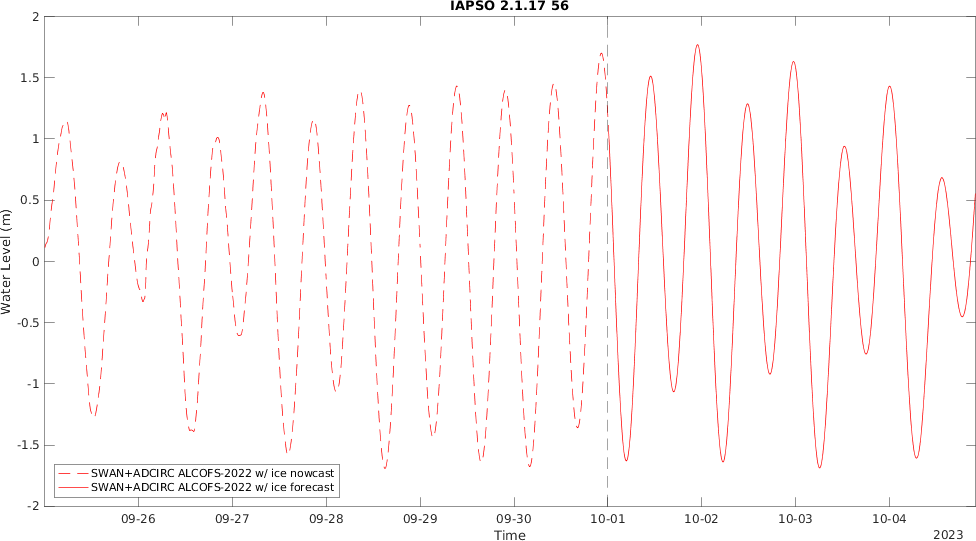 IAPSO 2.1.17 56
2
1.5
1
0.5
0
-0.5
-1
-1.5
-2
Water Level (m)
SWAN+ADCIRC ALCOFS-2022 w/ ice nowcast
SWAN+ADCIRC ALCOFS-2022 w/ ice forecast
09-26 09-27 09-28 09-29 09-30 10-01 10-02 10-03 10-04
Time
2023